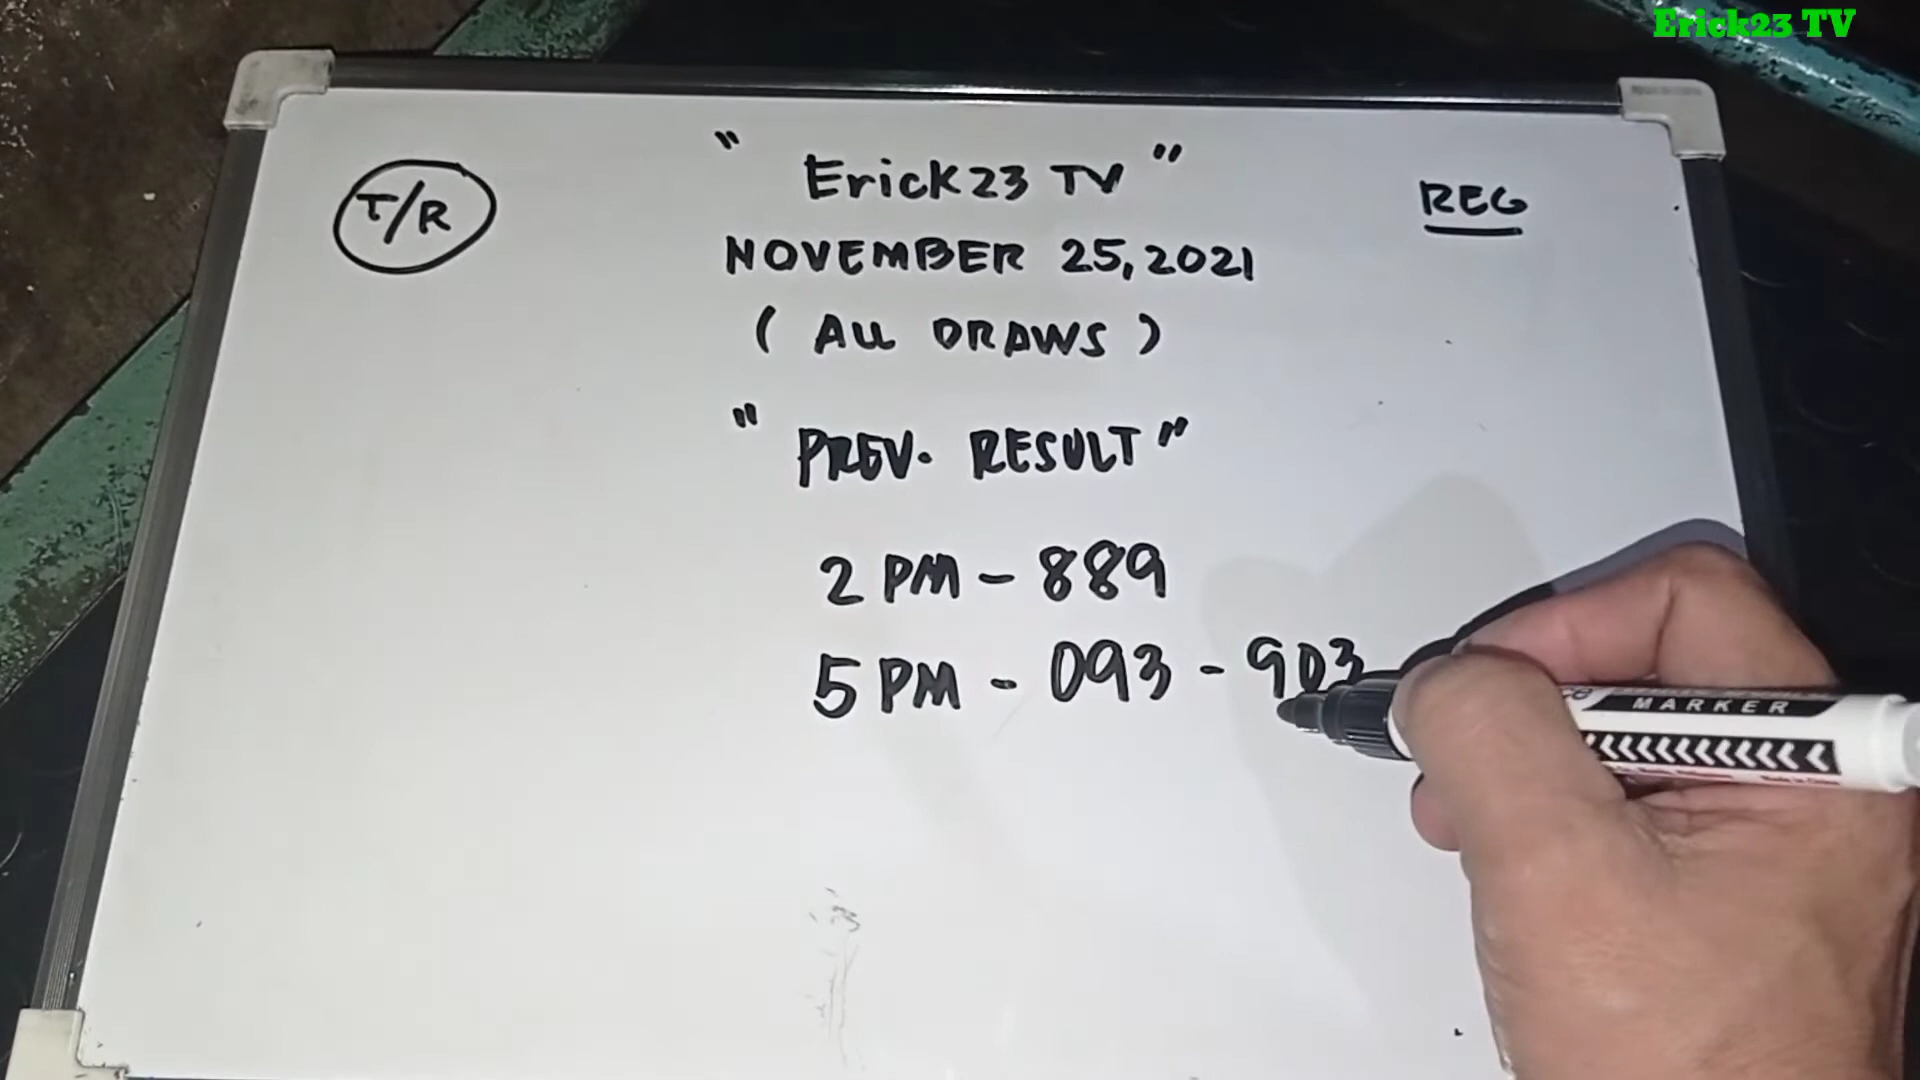 Erick23 TV
" Erick23 TV "
T/R
REG
NOVEMBER 25, 2021
( ALL DRAWS )
" PREV. RESULT "
2 PM - 889
5 PM - 093 - 903
MARKER